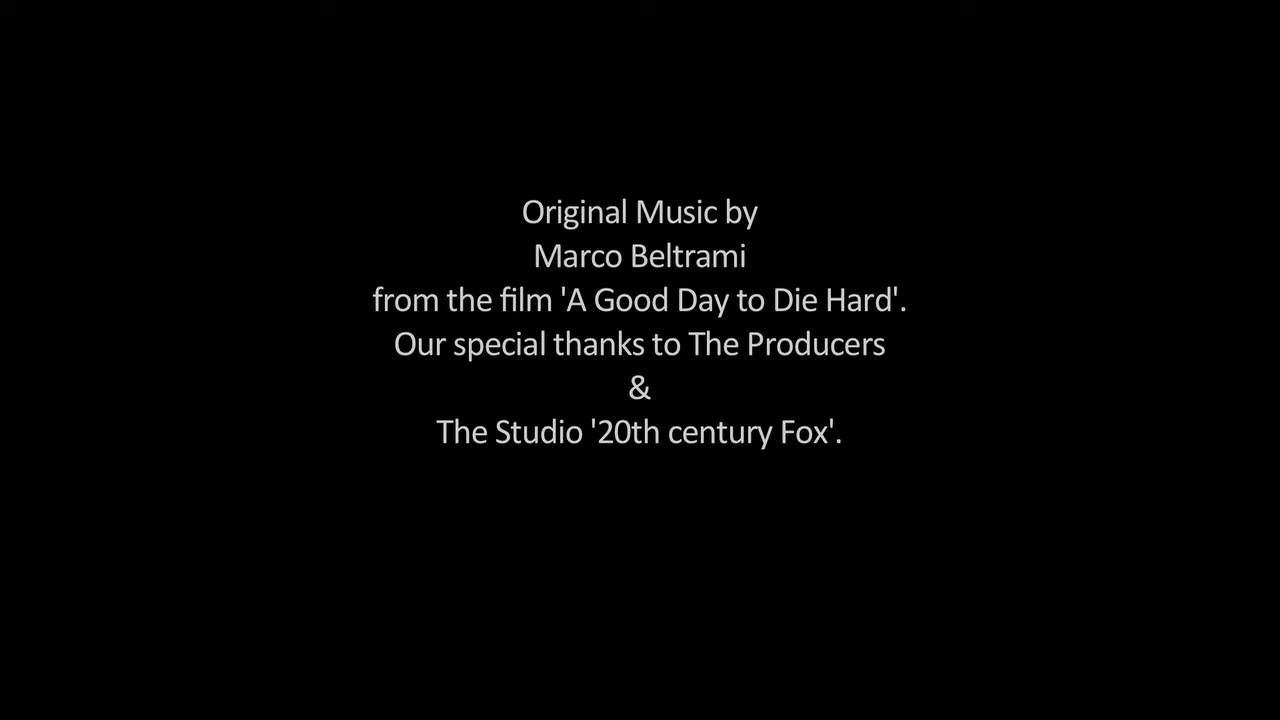 Original Music by
Marco Beltrami
from the film 'A Good Day to Die Hard'.
Our special thanks to The Producers
&
The Studio '20th century Fox'.